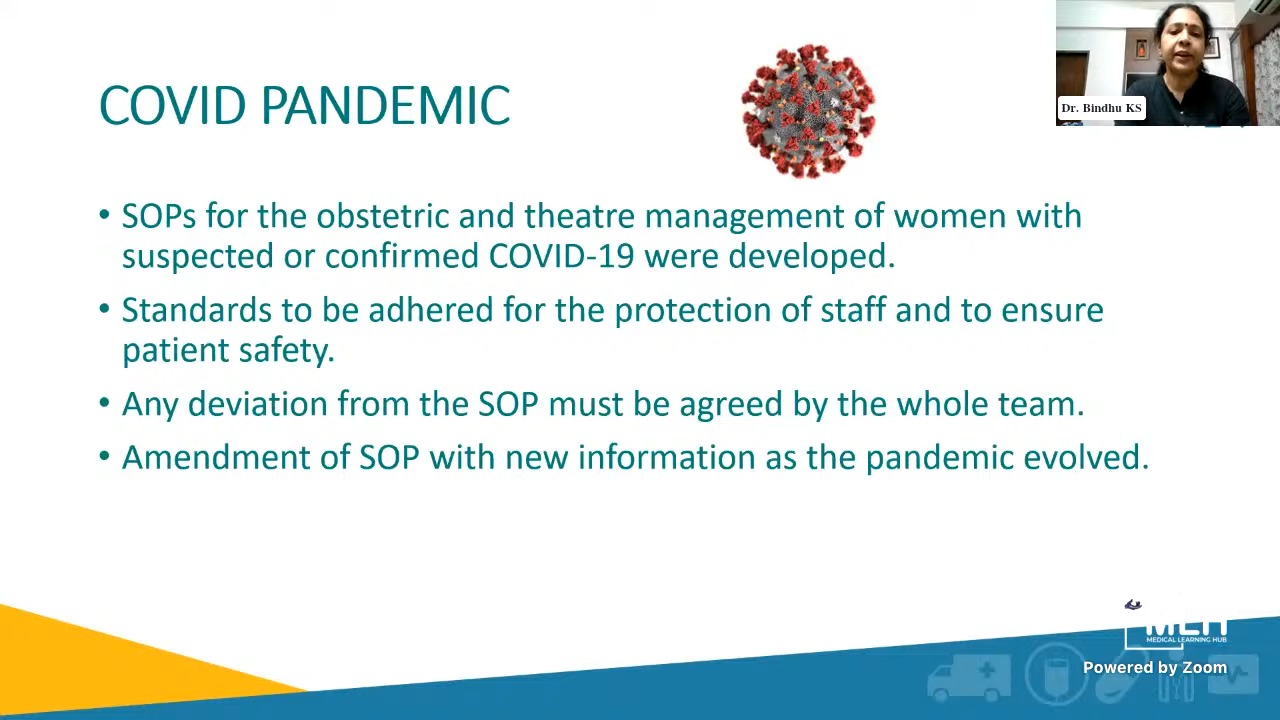 Dr. Bindhu KS
COVID PANDEMIC
• SOPs for the obstetric and theatre management of women with
suspected or confirmed COVID-19 were developed.
• Standards to be adhered for the protection of staff and to ensure
patient safety.
• Any deviation from the SOP must be agreed by the whole team.
• Amendment of SOP with new information as the pandemic evolved.
MLH
MEDICAL LEARNING HUB
Powered by Zoom